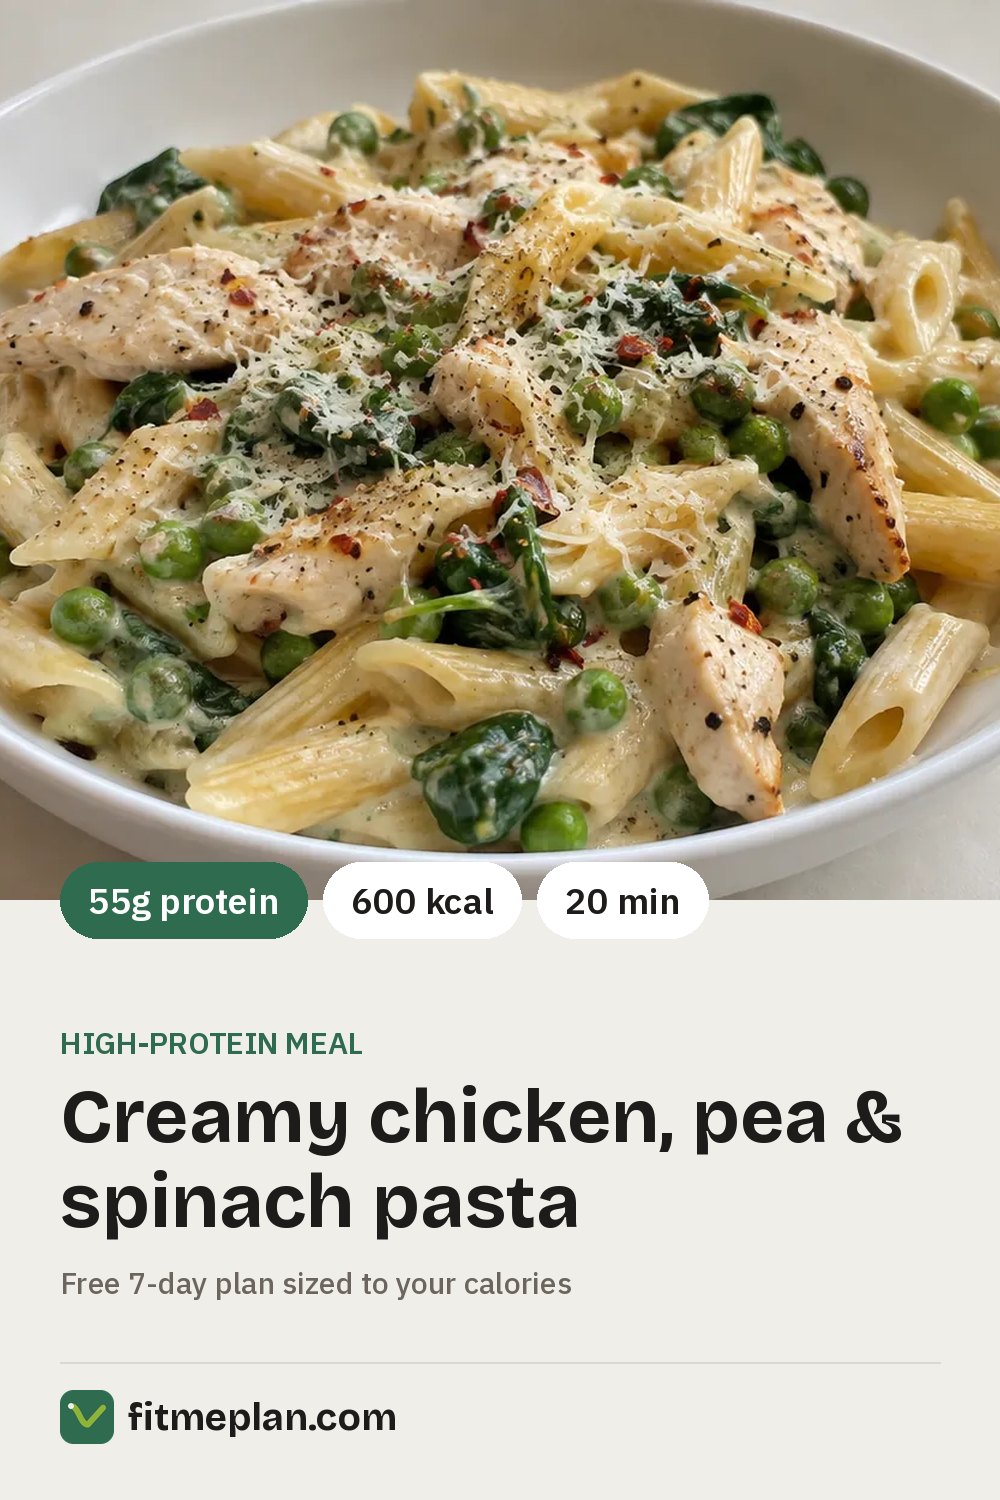 55g protein
600 kcal
20 min
HIGH-PROTEIN MEAL
Creamy chicken, pea &
spinach pasta
Free 7-day plan sized to your calories
fitmeplan.com